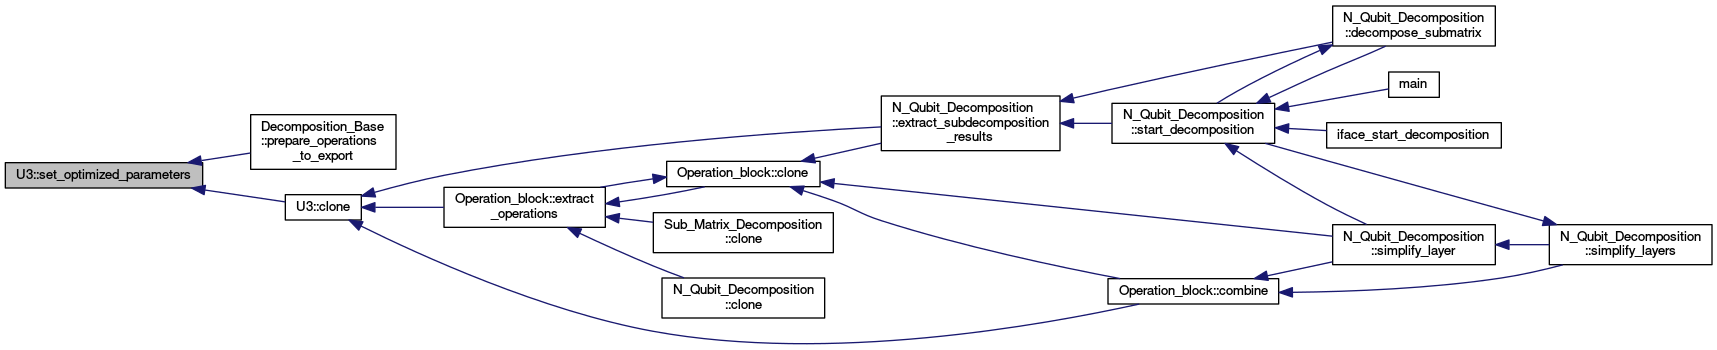 U3::set_optimized_parameters
Decomposition_Base
::prepare_operations
_to_export
U3::clone
Operation_block::extract
_operations
Operation_block::clone
Sub_Matrix_Decomposition
::clone
N_Qubit_Decomposition
::clone
N_Qubit_Decomposition
::extract_subdecomposition
_results
N_Qubit_Decomposition
::start_decomposition
Operation_block::combine
N_Qubit_Decomposition
::decompose_submatrix
main
iface_start_decomposition
N_Qubit_Decomposition
::simplify_layer
N_Qubit_Decomposition
::simplify_layers